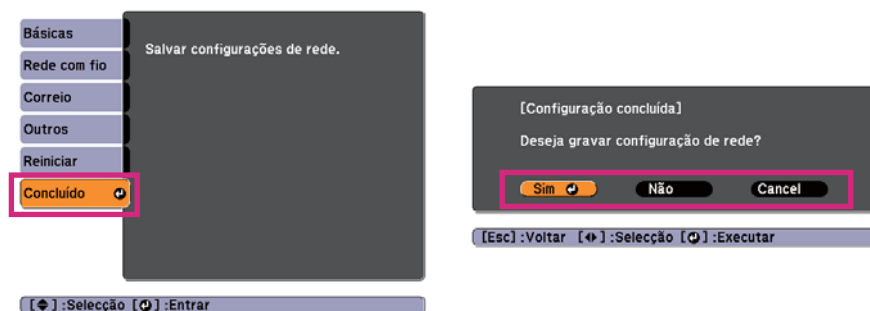 Básicas
Rede com fio
Correio
Outros
Reiniciar
Concluído
Salvar configurações de rede.
[ ] :Selecção [ ] :Entrar
[Configuração concluída]
Deseja gravar configuração de rede?
Sim Não Cancel
[Esc] :Voltar [ ] :Selecção [ ] :Executar